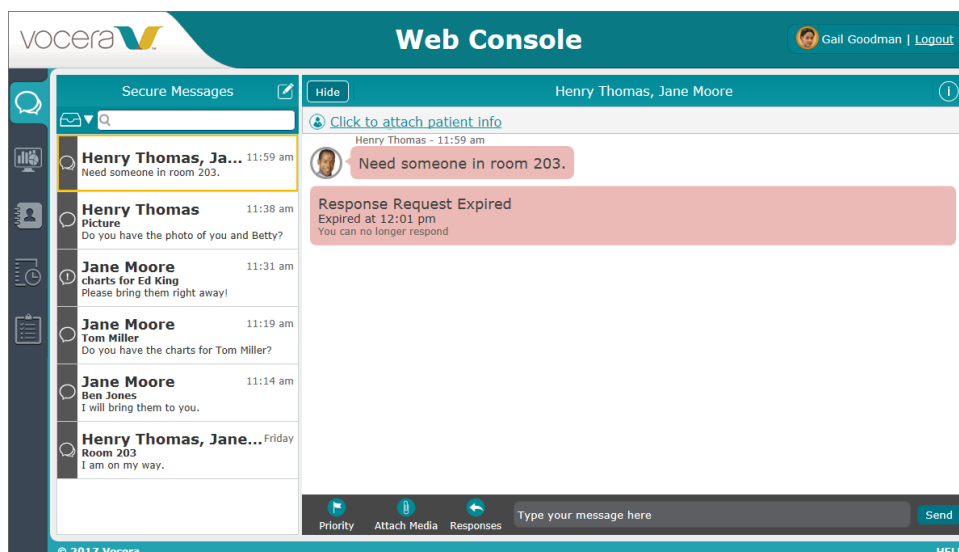 vocera
Web Console
Gail Goodman | Logout
Secure Messages
Hide
Henry Thomas, Jane Moore
Click to attach patient info
Henry Thomas, Ja... 11:59 am
Need someone in room 203.
Henry Thomas 11:38 am
Picture
Do you have the photo of you and Betty?
Jane Moore 11:31 am
charts for Ed King
Please bring them right away!
Jane Moore 11:19 am
Tom Miller
Do you have the charts for Tom Miller?
Jane Moore 11:14 am
Ben Jones
I will bring them to you.
Henry Thomas, Jane... Friday
Room 203
I am on my way.
Henry Thomas - 11:59 am
Need someone in room 203.
Response Request Expired
Expired at 12:01 pm
You can no longer respond
Priority
Attach Media
Responses
Type your message here
Send
© 2017 Vocera
HELP